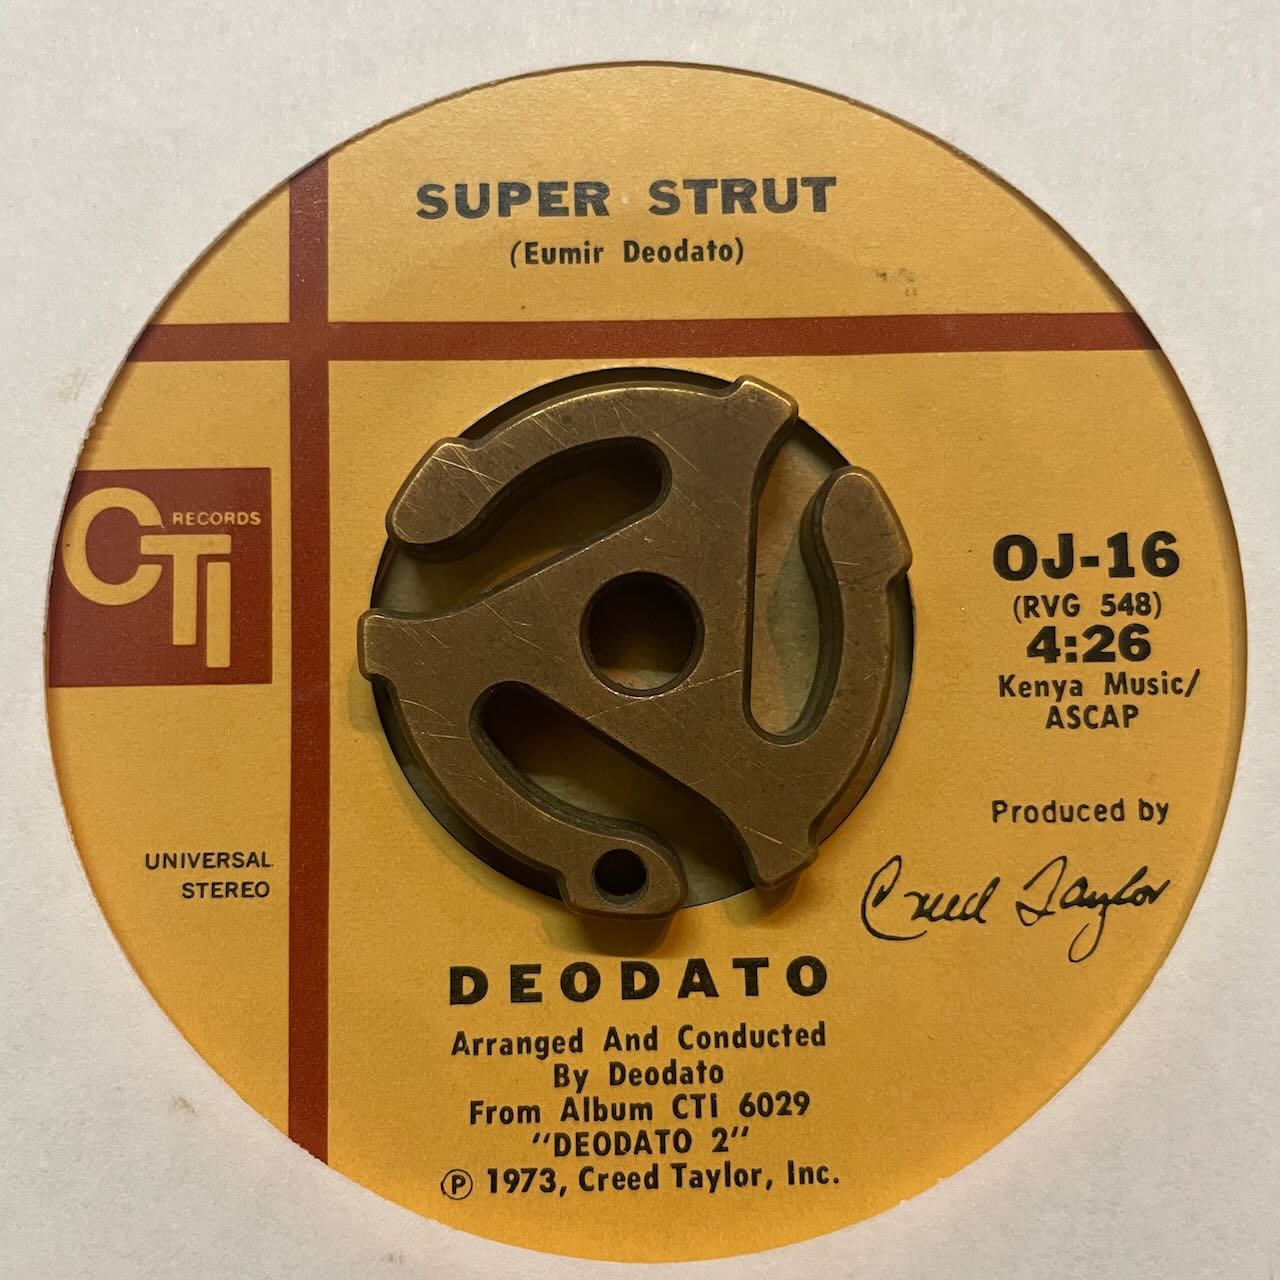 SUPER STRUT
(Eumir Deodato)
CTI RECORDS
OJ-16
(RVG 548)
4:26
Kenya Music/
ASCAP
Produced by
Creed Taylor
UNIVERSAL
STEREO
DEODATO
Arranged And Conducted
By Deodato
From Album CTI 6029
"DEODATO 2"
Ⓟ 1973, Creed Taylor, Inc.